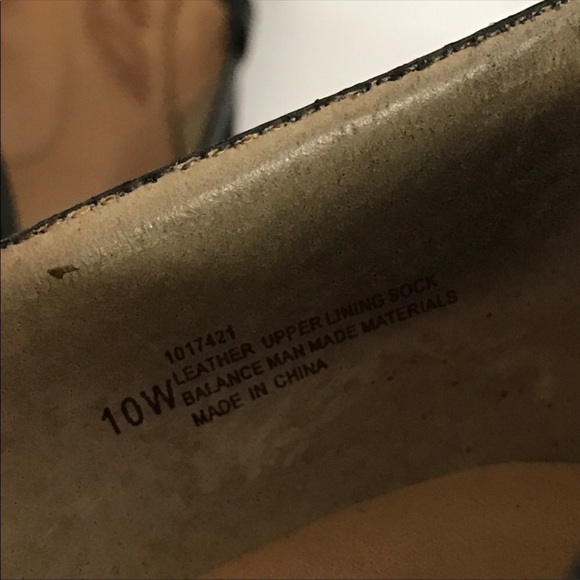 1017421
LEATHER UPPER LINING SOCK
BALANCE MAN MADE MATERIALS
10W
MADE IN CHINA